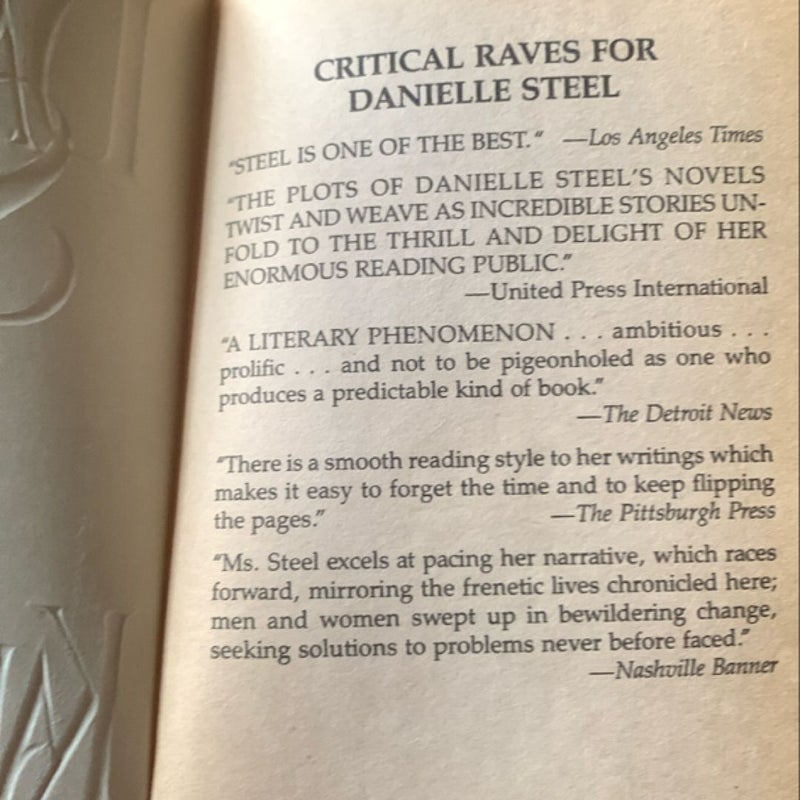 CRITICAL RAVES FOR
DANIELLE STEEL
"STEEL IS ONE OF THE BEST." —Los Angeles Times
"THE PLOTS OF DANIELLE STEEL'S NOVELS
TWIST AND WEAVE AS INCREDIBLE STORIES UN-
FOLD TO THE THRILL AND DELIGHT OF HER
ENORMOUS READING PUBLIC."
—United Press International
"A LITERARY PHENOMENON . . . ambitious . . .
prolific . . . and not to be pigeonholed as one who
produces a predictable kind of book."
—The Detroit News
"There is a smooth reading style to her writings which
makes it easy to forget the time and to keep flipping
the pages." —The Pittsburgh Press
"Ms. Steel excels at pacing her narrative, which races
forward, mirroring the frenetic lives chronicled here;
men and women swept up in bewildering change,
seeking solutions to problems never before faced."
—Nashville Banner